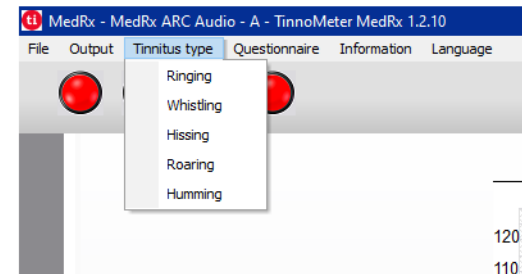 ti MedRx - MedRx ARC Audio - A - TinnoMeter MedRx 1.2.10
File Output Tinnitus type Questionnaire Information Language
Ringing
Whistling
Hissing
Roaring
Humming
120
110